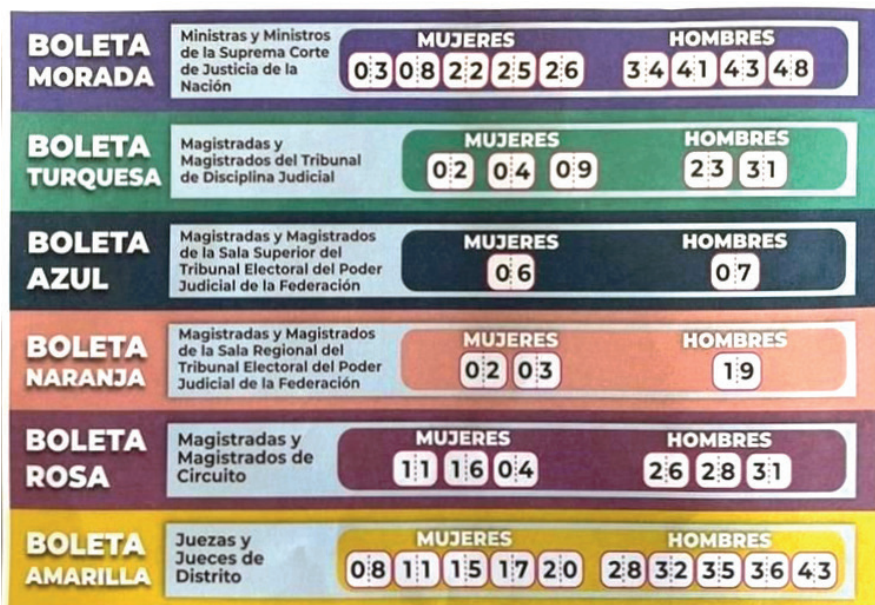 BOLETA
MORADA
Ministras y Ministros
de la Suprema Corte
de Justicia de la
Nación
MUJERES
03 08 22 25 26
HOMBRES
34 41 43 48
BOLETA
TURQUESA
Magistradas y
Magistrados del Tribunal
de Disciplina Judicial
MUJERES
02 04 09
HOMBRES
23 31
BOLETA
AZUL
Magistradas y Magistrados
de la Sala Superior del
Tribunal Electoral del Poder
Judicial de la Federación
MUJERES
06
HOMBRES
07
BOLETA
NARANJA
Magistradas y Magistrados
de la Sala Regional del
Tribunal Electoral del Poder
Judicial de la Federación
MUJERES
02 03
HOMBRES
19
BOLETA
ROSA
Magistradas y
Magistrados de
Circuito
MUJERES
11 16 04
HOMBRES
26 28 31
BOLETA
AMARILLA
Juezas y
Jueces de
Distrito
MUJERES
08 11 15 17 20
HOMBRES
28 32 35 36 43